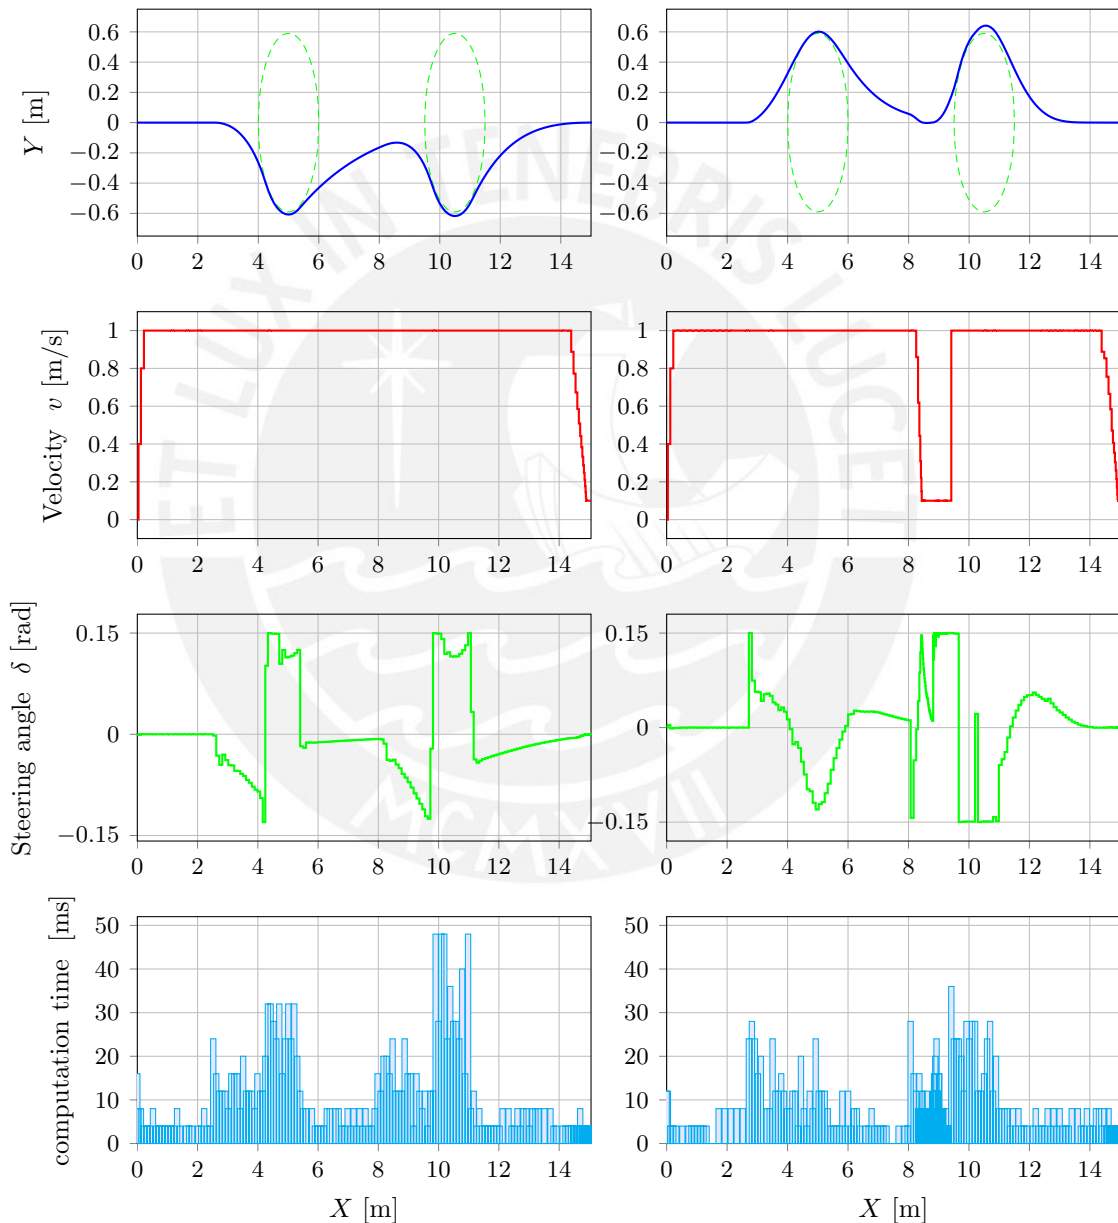 0.6
0.4
0.2
0
−0.2
−0.4
−0.6
Y [m]
0 2 4 6 8 10 12 14
0.6
0.4
0.2
0
−0.2
−0.4
−0.6
0 2 4 6 8 10 12 14
1
0.8
0.6
0.4
0.2
0
Velocity v [m/s]
0 2 4 6 8 10 12 14
1
0.8
0.6
0.4
0.2
0
0 2 4 6 8 10 12 14
0.15
0
−0.15
Steering angle δ [rad]
0 2 4 6 8 10 12 14
0.15
0
−0.15
0 2 4 6 8 10 12 14
50
40
30
20
10
0
computation time [ms]
0 2 4 6 8 10 12 14
X [m]
50
40
30
20
10
0
0 2 4 6 8 10 12 14
X [m]
ET LUX IN TENEBRIS LUCET
MCMXVII